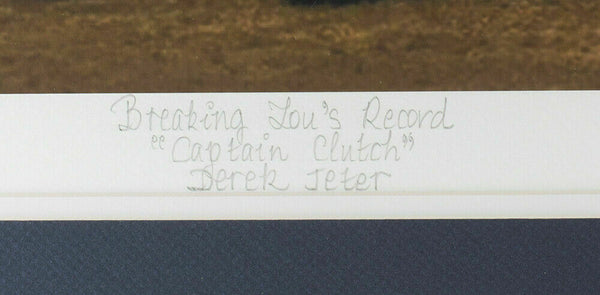 Breaking Lou's Record
"Captain Clutch"
Derek Jeter